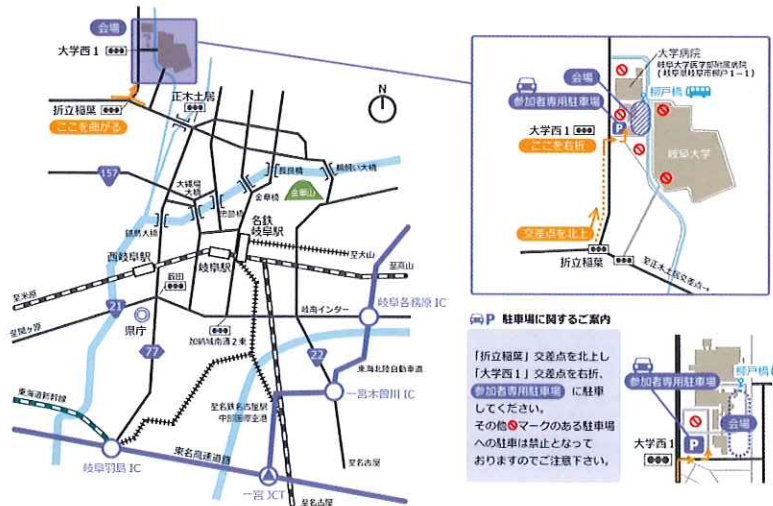 会場
大学西1
折立稲葉
ここを曲がる
正木土居
N
157
大縄場
大橋
長良橋
鵜飼い大橋
金華橋
金華山
忠節橋
鏡島大橋
名鉄
岐阜駅
西岐阜駅
岐阜駅
至犬山
至高山
至米原
薮田
21
岐南インター
岐阜各務原 IC
至関ケ原
県庁
77
加納城南通2東
22
東海北陸自動車道
一宮木曽川 IC
東海道新幹線
至名鉄名古屋駅
中部国際空港
東名高速道路
岐阜羽島 IC
至名古屋
一宮 JCT
至名古屋
大学病院
岐阜大学医学部附属病院
(岐阜県岐阜市柳戸1-1)
会場
柳戸橋
参加者専用駐車場
P
大学西1
ここを右折
岐阜大学
交差点を北上
折立稲葉
至正木土居交差点→
P 駐車場に関するご案内
「折立稲葉」交差点を北上し
「大学西1」交差点を右折、
参加者専用駐車場 に駐車
してください。
その他マークのある駐車場
への駐車は禁止となって
おりますのでご注意下さい。
柳戸橋
参加者専用駐車場
会場
P
大学西1